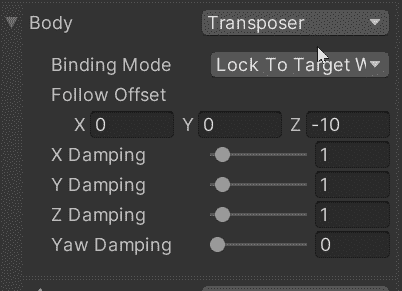 Body Transposer
Binding Mode Lock To Target W
Follow Offset
X 0 Y 0 Z -10
X Damping 1
Y Damping 1
Z Damping 1
Yaw Damping 0